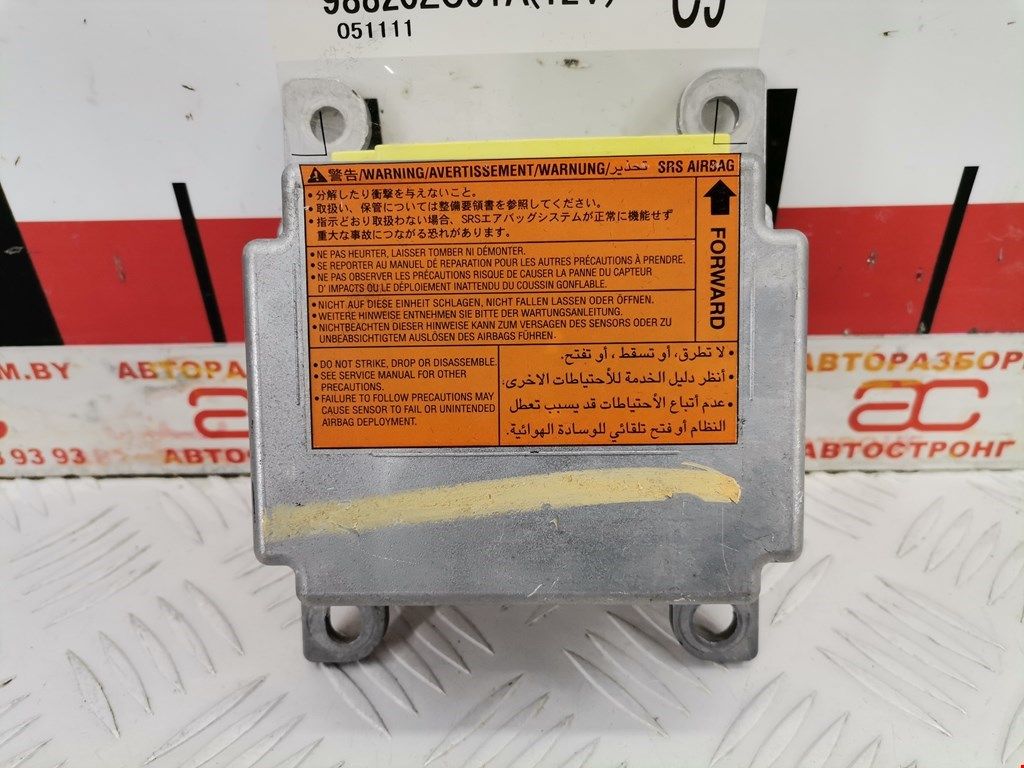 051111
警告/WARNING/AVERTISSEMENT/WARNUNG/تحذير SRS AIRBAG
• 分解したり衝撃を与えないこと。
• 取扱い、保管については整備要領書を参照してください。
• 指示どおり取扱わない場合、SRSエアバッグシステムが正常に機能せず
重大な事故につながる恐れがあります。
FORWARD
• NE PAS HEURTER, LAISSER TOMBER NI DÉMONTER.
• SE REPORTER AU MANUEL DE RÉPARATION POUR LES AUTRES PRÉCAUTIONS À PRENDRE.
• NE PAS OBSERVER LES PRÉCAUTIONS RISQUE DE CAUSER LA PANNE DU CAPTEUR
D' IMPACTS OU LE DÉPLOIEMENT INATTENDU DU COUSSIN GONFLABLE.
• NICHT AUF DIESE EINHEIT SCHLAGEN, NICHT FALLEN LASSEN ODER ÖFFNEN.
• WEITERE HINWEISE ENTNEHMEN SIE BITTE DER WARTUNGSANLEITUNG.
• NICHTBEACHTEN DIESER HINWEISE KANN ZUM VERSAGEN DES SENSORS ODER ZU
UNBEABSICHTIGTEM AUSLÖSEN DES AIRBAGS FÜHREN.
• DO NOT STRIKE, DROP OR DISASSEMBLE.
• SEE SERVICE MANUAL FOR OTHER
PRECAUTIONS.
• FAILURE TO FOLLOW PRECAUTIONS MAY
CAUSE SENSOR TO FAIL OR UNINTENDED
AIRBAG DEPLOYMENT.
• لا تطرق، أو تسقط، أو تفتح.
• أنظر دليل الخدمة للأحتياطات الاخرى.
• عدم أتباع الأحتياطات قد يسبب تعطل
النظام أو فتح تلقائي للوسادة الهوائية.
M.BY
АВТОРАЗБОР
ас
93 93
АВТОСТРО
АВТОСТРОНГ